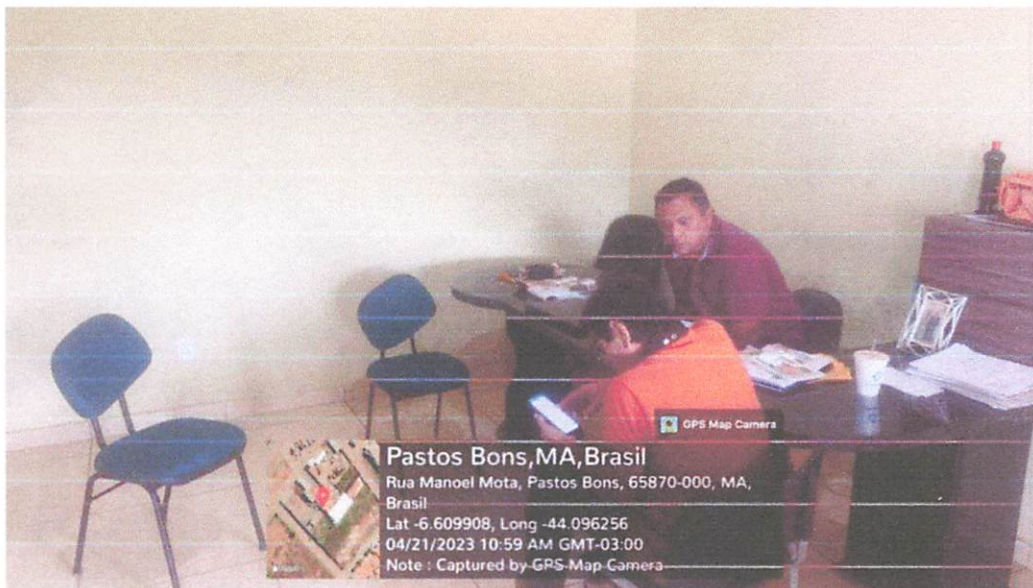 GPS Map Camera
Pastos Bons,MA,Brasil
Rua Manoel Mota, Pastos Bons, 65870-000, MA,
Brasil
Lat -6.609908, Long -44.096256
04/21/2023 10:59 AM GMT-03:00
Note : Captured by GPS Map Camera